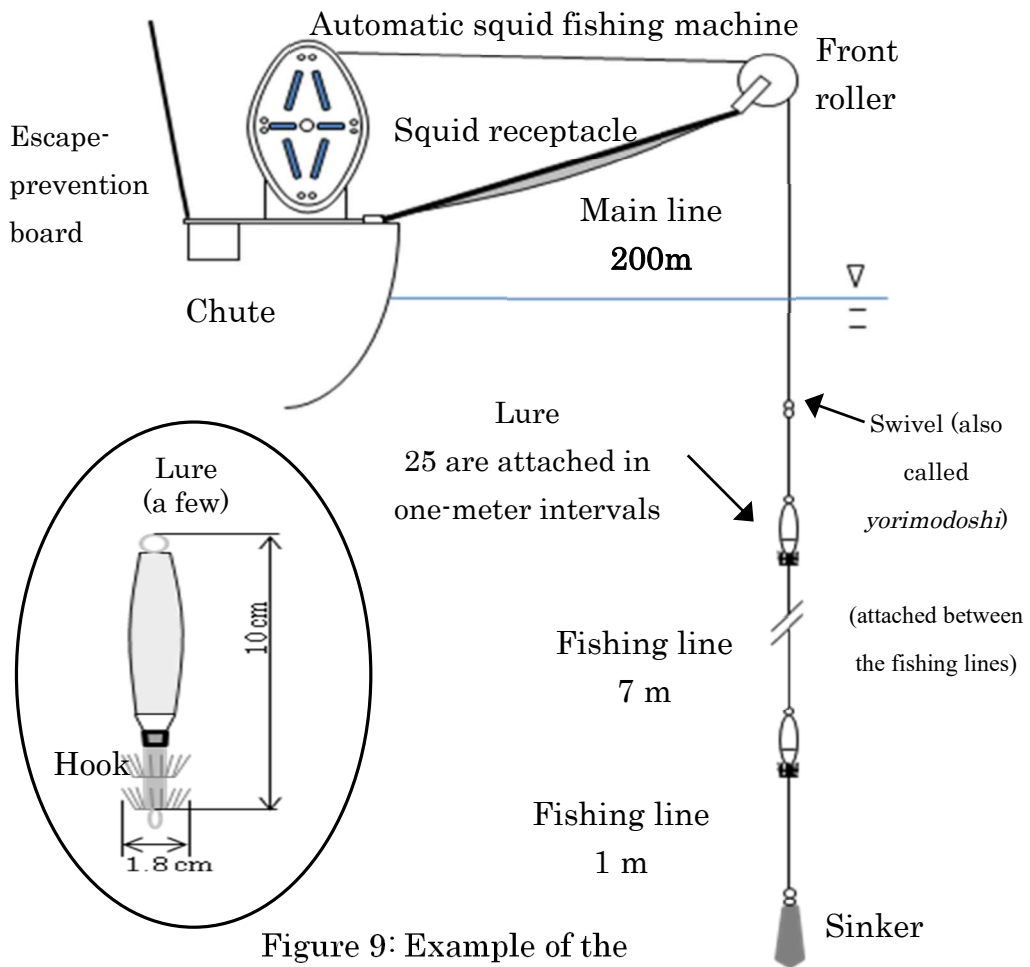 Automatic squid fishing machine
Front
roller
Escape-
prevention
board
Squid receptacle
Main line
200m
Chute
Lure
25 are attached in
one-meter intervals
Swivel (also
called
yorimodoshi)
(attached between
the fishing lines)
Lure
(a few)
10cm
Hook
1.8 cm
Fishing line
7 m
Fishing line
1 m
Sinker
Figure 9: Example of the